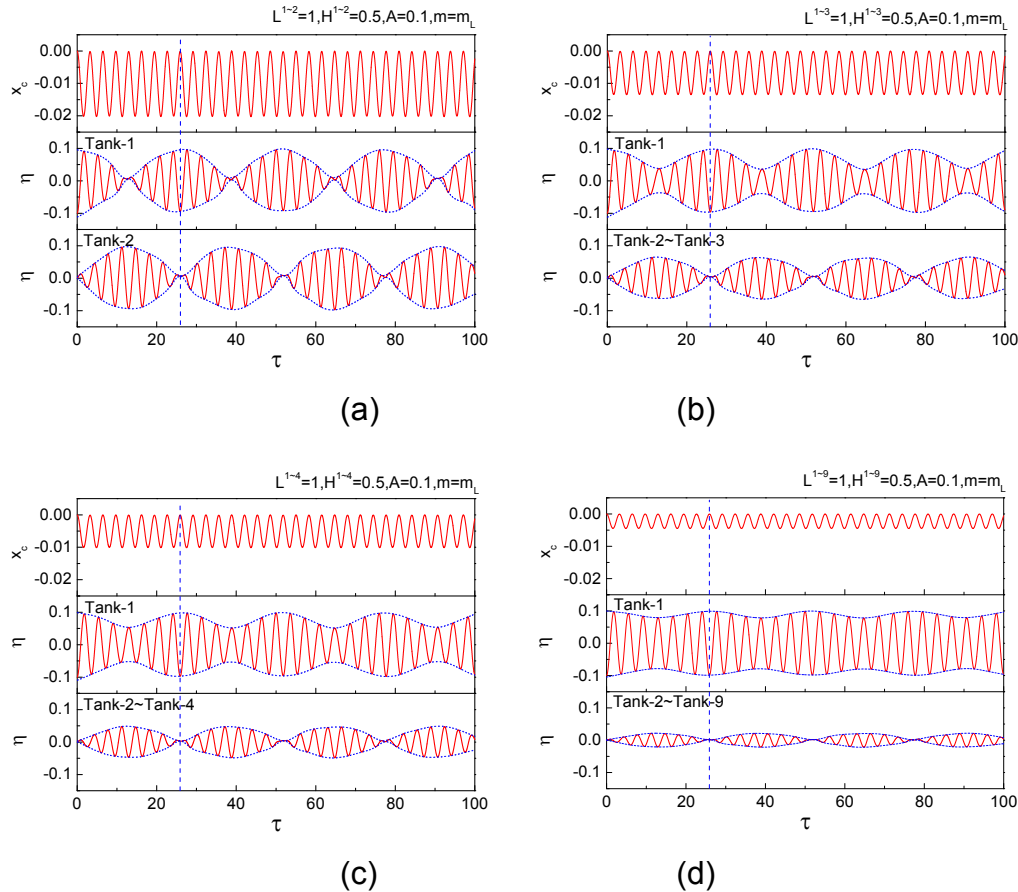 L¹~²=1,H¹~²=0.5,A=0.1,m=m_L
0.00
-0.01
-0.02
x_c
Tank-1
0.1
0.0
-0.1
η
Tank-2
0.1
0.0
-0.1
η
0 20 40 60 80 100
τ
(a)
L¹~³=1,H¹~³=0.5,A=0.1,m=m_L
0.00
-0.01
-0.02
x_c
Tank-1
0.1
0.0
-0.1
η
Tank-2~Tank-3
0.1
0.0
-0.1
η
0 20 40 60 80 100
τ
(b)
L¹~⁴=1,H¹~⁴=0.5,A=0.1,m=m_L
0.00
-0.01
-0.02
x_c
Tank-1
0.1
0.0
-0.1
η
Tank-2~Tank-4
0.1
0.0
-0.1
η
0 20 40 60 80 100
τ
(c)
L¹~⁹=1,H¹~⁹=0.5,A=0.1,m=m_L
0.00
-0.01
-0.02
x_c
Tank-1
0.1
0.0
-0.1
η
Tank-2~Tank-9
0.1
0.0
-0.1
η
0 20 40 60 80 100
τ
(d)